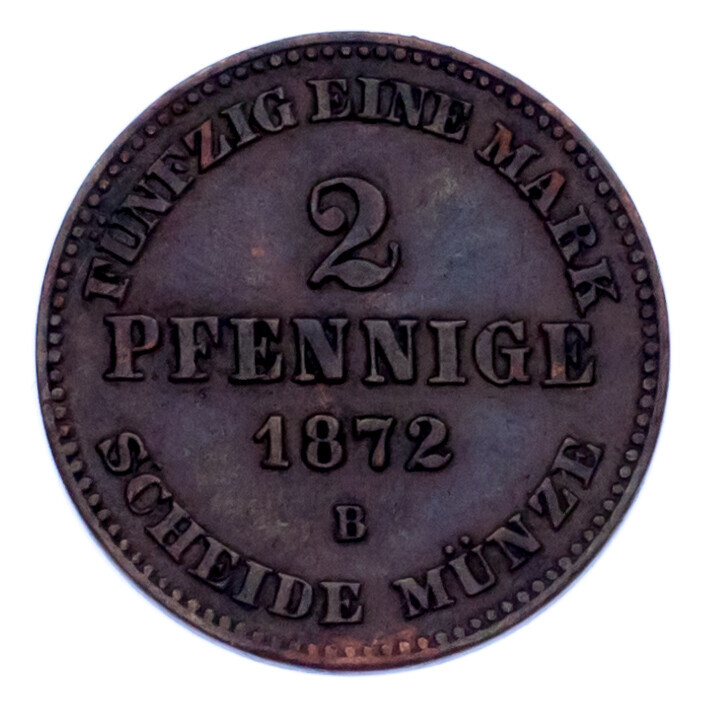 FÜNFZIG EINE MARK
2
PFENNIGE
1872
B
SCHEIDE MÜNZE